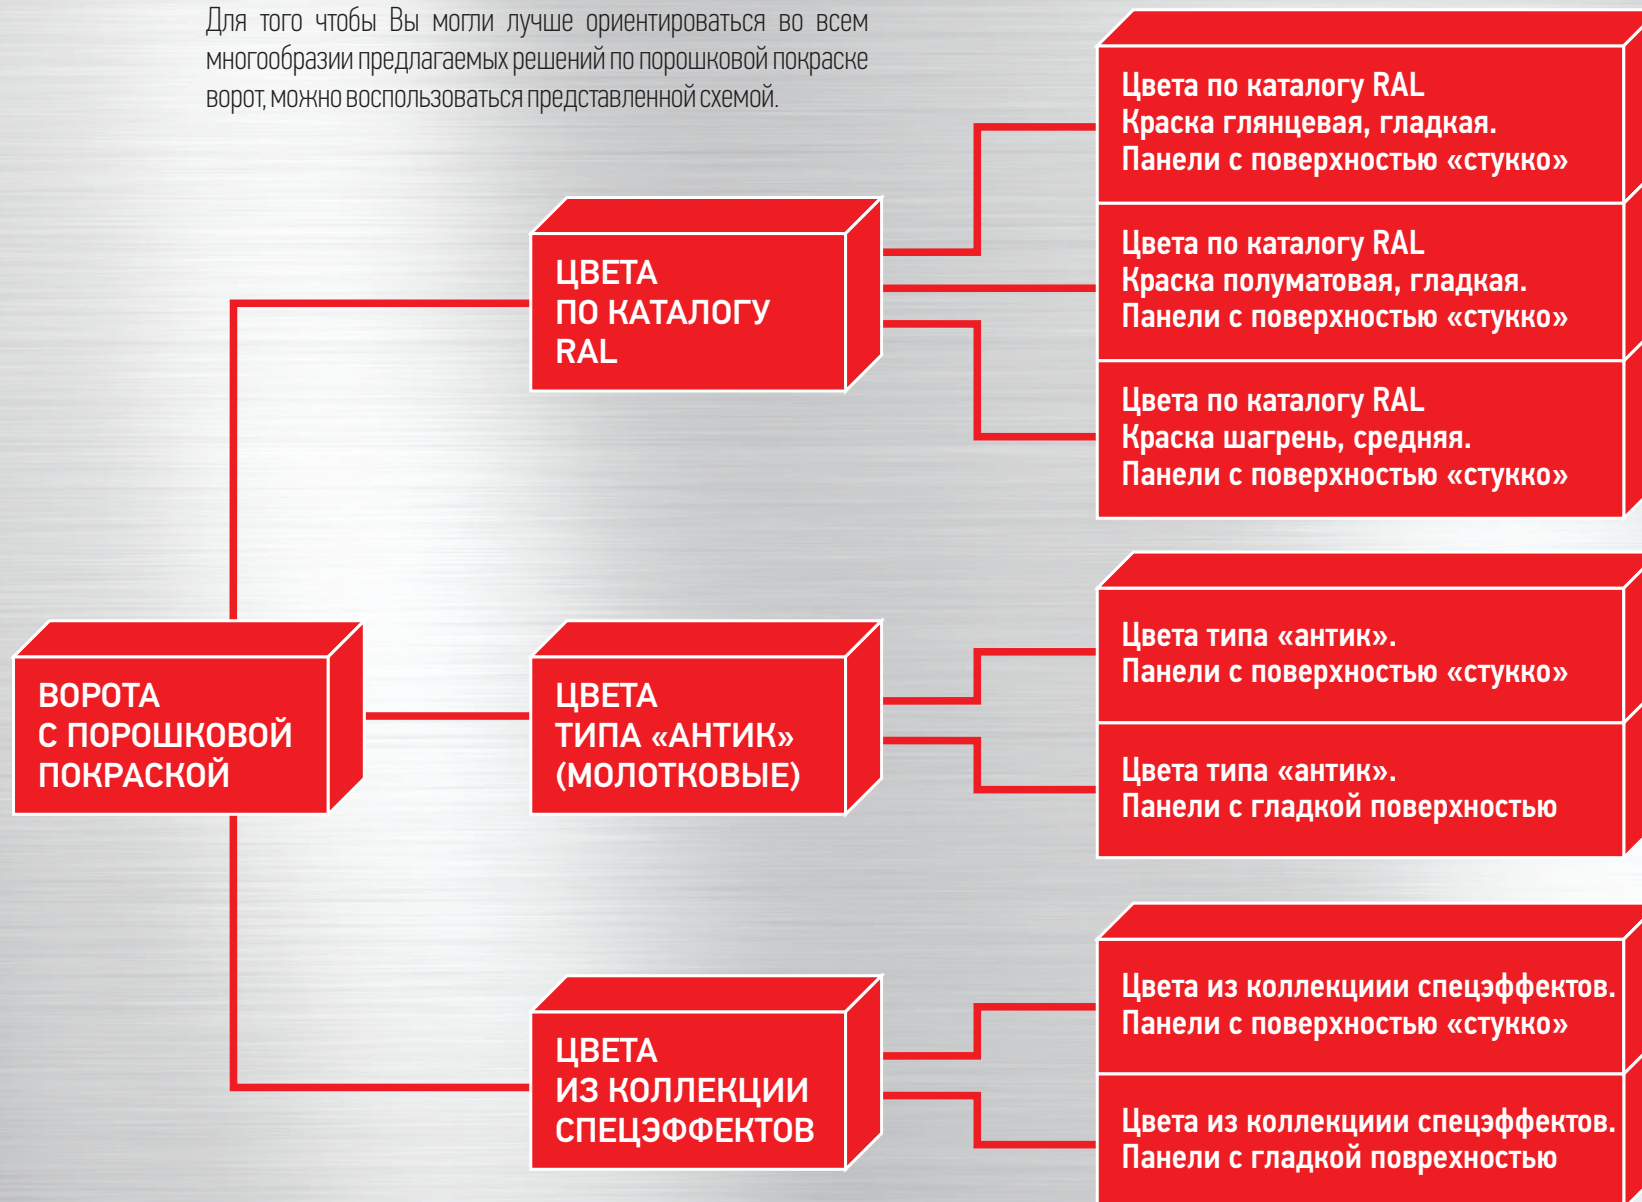 Для того чтобы Вы могли лучше ориентироваться во всем
многообразии предлагаемых решений по порошковой покраске
ворот, можно воспользоваться представленной схемой.
ВОРОТА
С ПОРОШКОВОЙ
ПОКРАСКОЙ
ЦВЕТА
ПО КАТАЛОГУ
RAL
Цвета по каталогу RAL
Краска глянцевая, гладкая.
Панели с поверхностью «стукко»
Цвета по каталогу RAL
Краска полуматовая, гладкая.
Панели с поверхностью «стукко»
Цвета по каталогу RAL
Краска шагрень, средняя.
Панели с поверхностью «стукко»
ЦВЕТА
ТИПА «АНТИК»
(МОЛОТКОВЫЕ)
Цвета типа «антик».
Панели с поверхностью «стукко»
Цвета типа «антик».
Панели с гладкой поверхностью
ЦВЕТА
ИЗ КОЛЛЕКЦИИ
СПЕЦЭФФЕКТОВ
Цвета из коллекциии спецэффектов.
Панели с поверхностью «стукко»
Цвета из коллекциии спецэффектов.
Панели с гладкой поврехностью